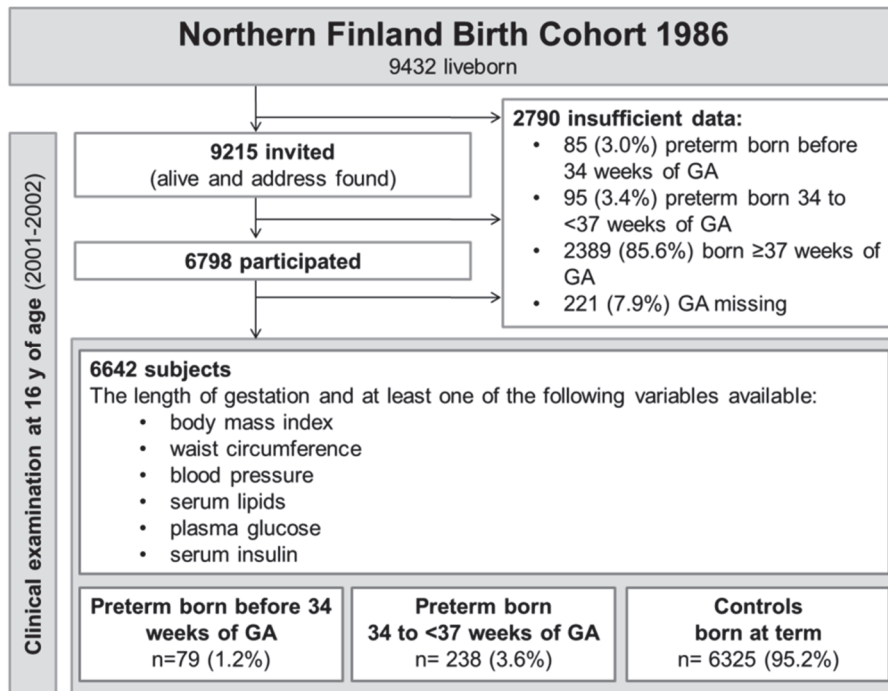 Northern Finland Birth Cohort 1986
9432 liveborn
2790 insufficient data:
• 85 (3.0%) preterm born before
34 weeks of GA
• 95 (3.4%) preterm born 34 to
<37 weeks of GA
• 2389 (85.6%) born ≥37 weeks of
GA
• 221 (7.9%) GA missing
Clinical examination at 16 y of age (2001-2002)
9215 invited
(alive and address found)
6798 participated
6642 subjects
The length of gestation and at least one of the following variables available:
• body mass index
• waist circumference
• blood pressure
• serum lipids
• plasma glucose
• serum insulin
Preterm born before 34
weeks of GA
n=79 (1.2%)
Preterm born
34 to <37 weeks of GA
n= 238 (3.6%)
Controls
born at term
n= 6325 (95.2%)